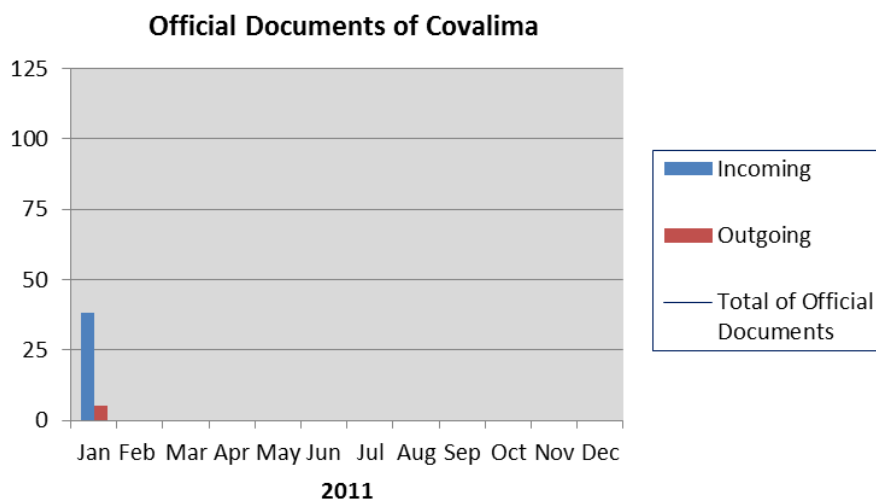 Official Documents of Covalima
125
100
75
50
25
0
Jan Feb Mar Apr May Jun Jul Aug Sep Oct Nov Dec
2011
Incoming
Outgoing
Total of Official
Documents